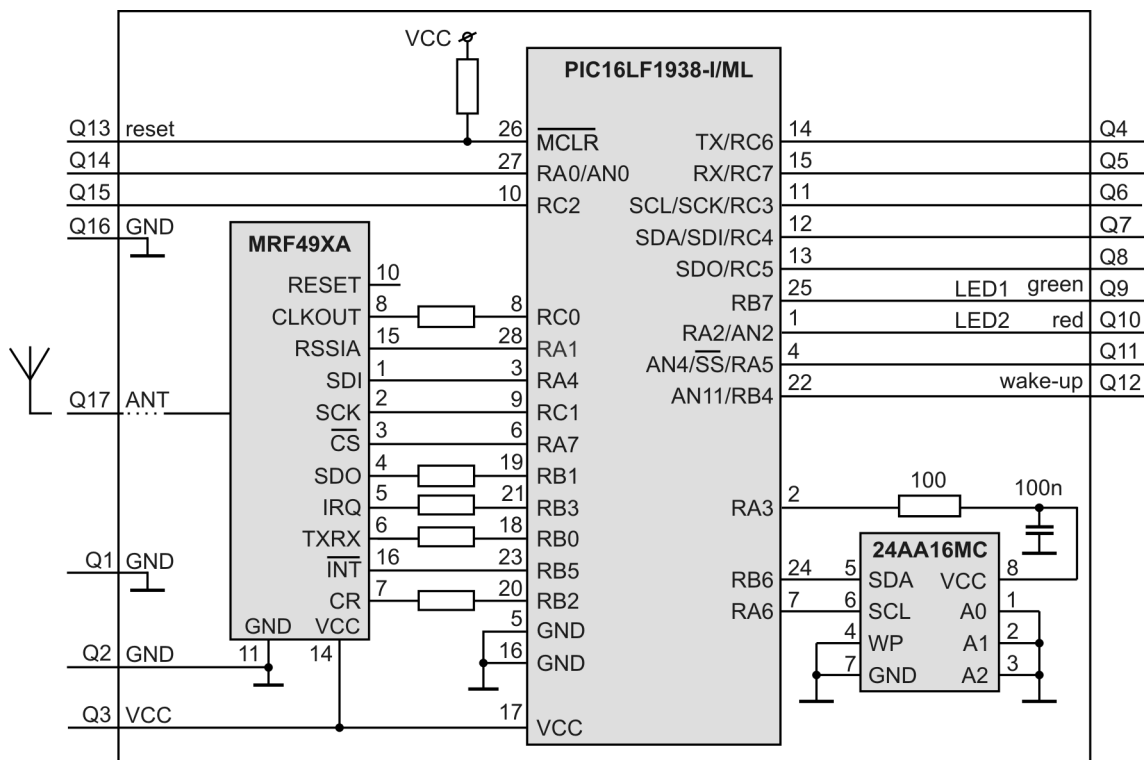 VCC
PIC16LF1938-I/ML
Q13 reset 26 MCLR TX/RC6 14 Q4
Q14 27 RA0/AN0 RX/RC7 15 Q5
Q15 10 RC2 SCL/SCK/RC3 11 Q6
Q16 GND SDA/SDI/RC4 12 Q7
MRF49XA SDO/RC5 13 Q8
RESET 10 RB7 25 LED1 green Q9
CLKOUT 8 8 RC0 RA2/AN2 1 LED2 red Q10
RSSIA 15 28 RA1 AN4/SS/RA5 4 Q11
SDI 1 3 RA4 AN11/RB4 22 wake-up Q12
Q17 ANT SCK 2 9 RC1
CS 3 6 RA7
SDO 4 19 RB1 100 100n
IRQ 5 21 RB3 RA3 2
TXRX 6 18 RB0 24AA16MC
Q1 GND INT 16 23 RB5 RB6 24 5 SDA VCC 8
CR 7 20 RB2 RA6 7 6 SCL A0 1
GND VCC 5 GND 4 WP A1 2
Q2 GND 11 14 16 GND 7 GND A2 3
Q3 VCC 17 VCC